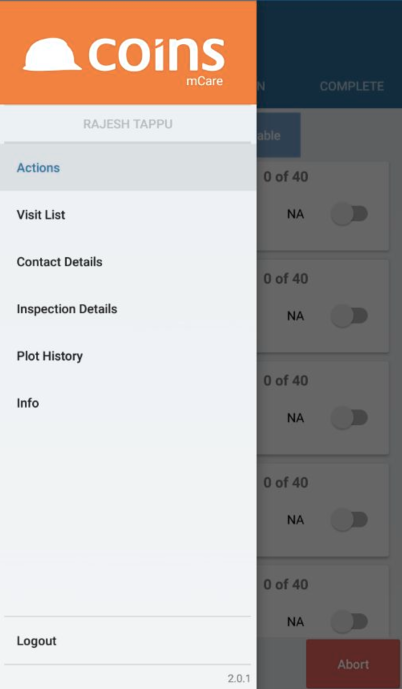 coins
mCare
N COMPLETE
RAJESH TAPPU
able
Actions
0 of 40
Visit List
NA
Contact Details
0 of 40
Inspection Details
NA
Plot History
0 of 40
Info
NA
0 of 40
NA
0 of 40
NA
Logout
Abort
2.0.1